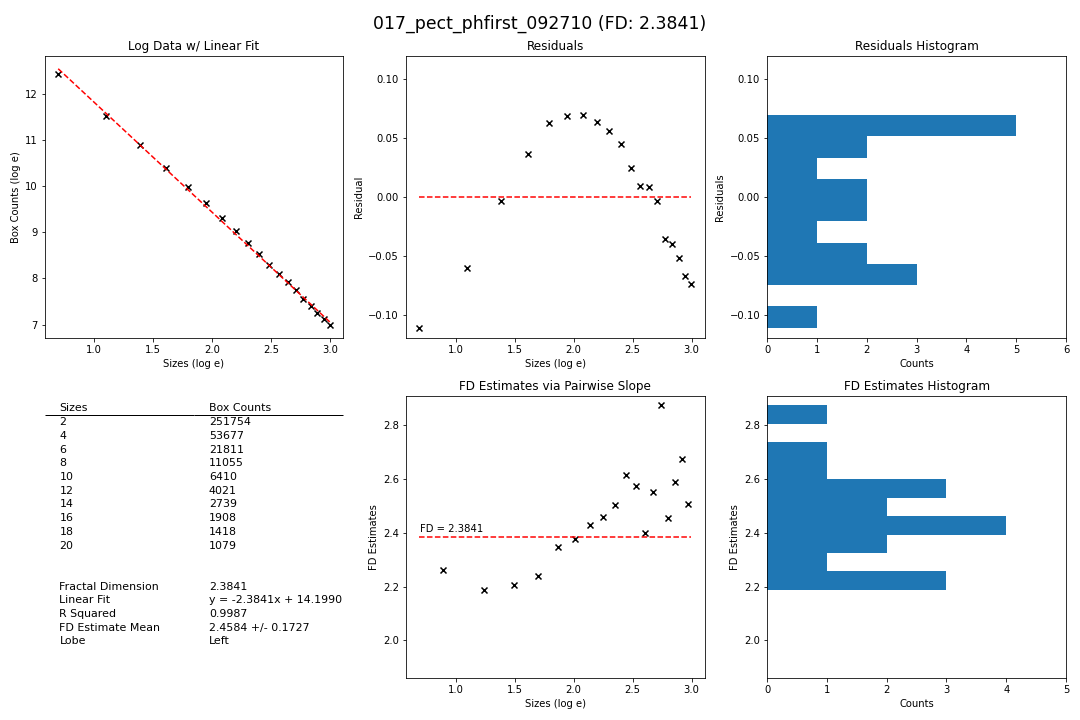 017_pect_phfirst_092710 (FD: 2.3841)
Log Data w/ Linear Fit
Box Counts (log e)
12
11
10
9
8
7
1.0 1.5 2.0 2.5 3.0
Sizes (log e)
Residuals
Residual
0.10
0.05
0.00
−0.05
−0.10
1.0 1.5 2.0 2.5 3.0
Sizes (log e)
Residuals Histogram
Residuals
0.10
0.05
0.00
−0.05
−0.10
0 1 2 3 4 5 6
Counts
Sizes Box Counts
2 251754
4 53677
6 21811
8 11055
10 6410
12 4021
14 2739
16 1908
18 1418
20 1079
Fractal Dimension 2.3841
Linear Fit y = -2.3841x + 14.1990
R Squared 0.9987
FD Estimate Mean 2.4584 +/- 0.1727
Lobe Left
FD Estimates via Pairwise Slope
FD Estimates
2.8
2.6
2.4
2.2
2.0
FD = 2.3841
1.0 1.5 2.0 2.5 3.0
Sizes (log e)
FD Estimates Histogram
FD Estimates
2.8
2.6
2.4
2.2
2.0
0 1 2 3 4 5
Counts